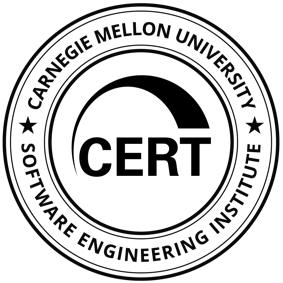 CARNEGIE MELLON UNIVERSITY
CERT
SOFTWARE ENGINEERING INSTITUTE